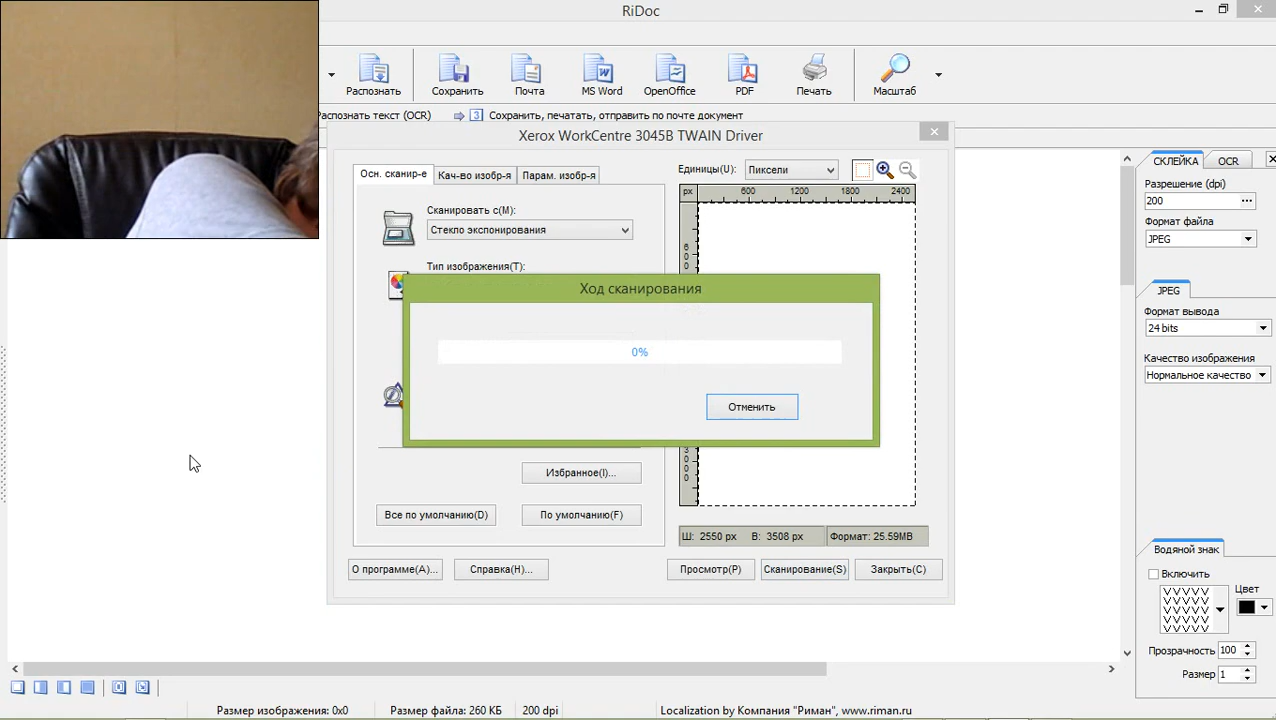 RiDoc
Распознать
Сохранить
Почта
MS Word
OpenOffice
PDF
Печать
Масштаб
Распознать текст (OCR)
3 Сохранить, печатать, отправить по почте документ
Xerox WorkCentre 3045B TWAIN Driver
Осн. сканир-е
Кач-во изобр-я
Парам. изобр-я
Единицы(U):
Пиксели
px
600 1200 1800 2400
Сканировать с(M):
Стекло экспонирования
Тип изображения(T):
Ход сканирования
0%
Отменить
Избранное(I)...
Все по умолчанию(D)
По умолчанию(F)
Ш: 2550 px
В: 3508 px
Формат: 25.59MB
О программе(A)...
Справка(H)...
Просмотр(P)
Сканирование(S)
Закрыть(C)
СКЛЕЙКА
OCR
Разрешение (dpi)
200
Формат файла
JPEG
JPEG
Формат вывода
24 bits
Качество изображения
Нормальное качество
Водяной знак
Включить
Цвет
VVVV
VVVV
VVVV
VVVV
Прозрачность 100
Размер 1
Размер изображения: 0x0
Размер файла: 260 КБ
200 dpi
Localization by Компания "Риман", www.riman.ru